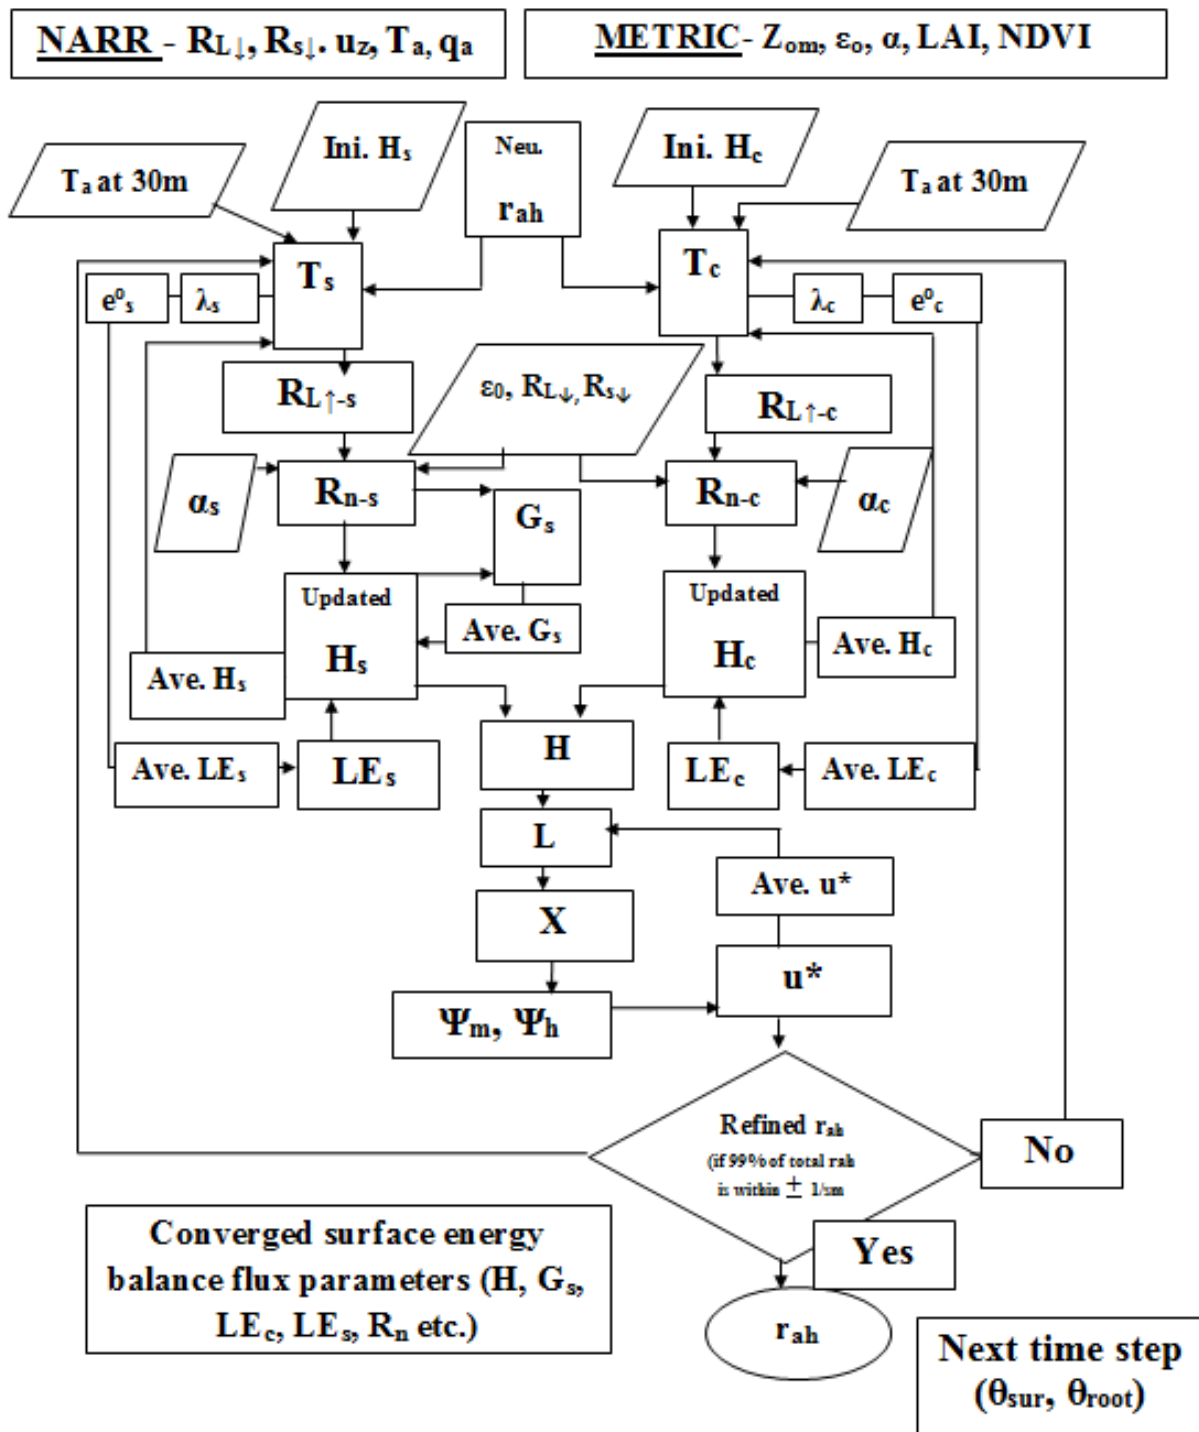 NARR - RL↓, Rs↓. uz, Ta, qa
METRIC- Zom, εo, α, LAI, NDVI
Ini. Hs
Neu.
rah
Ini. Hc
Ta at 30m
Ta at 30m
Ts
Tc
eos
λs
λc
eoc
RL↑-s
ε0, RL↓, Rs↓
RL↑-c
αs
Rn-s
Gs
Rn-c
αc
Updated
Hs
Ave. Gs
Updated
Hc
Ave. Hs
Ave. Hc
H
Ave. LEs
LEs
LEc
Ave. LEc
L
Ave. u*
X
u*
Ψm, Ψh
Refined rah
(if 99% of total rah
is within ± 1/sm
No
Yes
Converged surface energy
balance flux parameters (H, Gs,
LEc, LEs, Rn etc.)
rah
Next time step
(θsur, θroot)